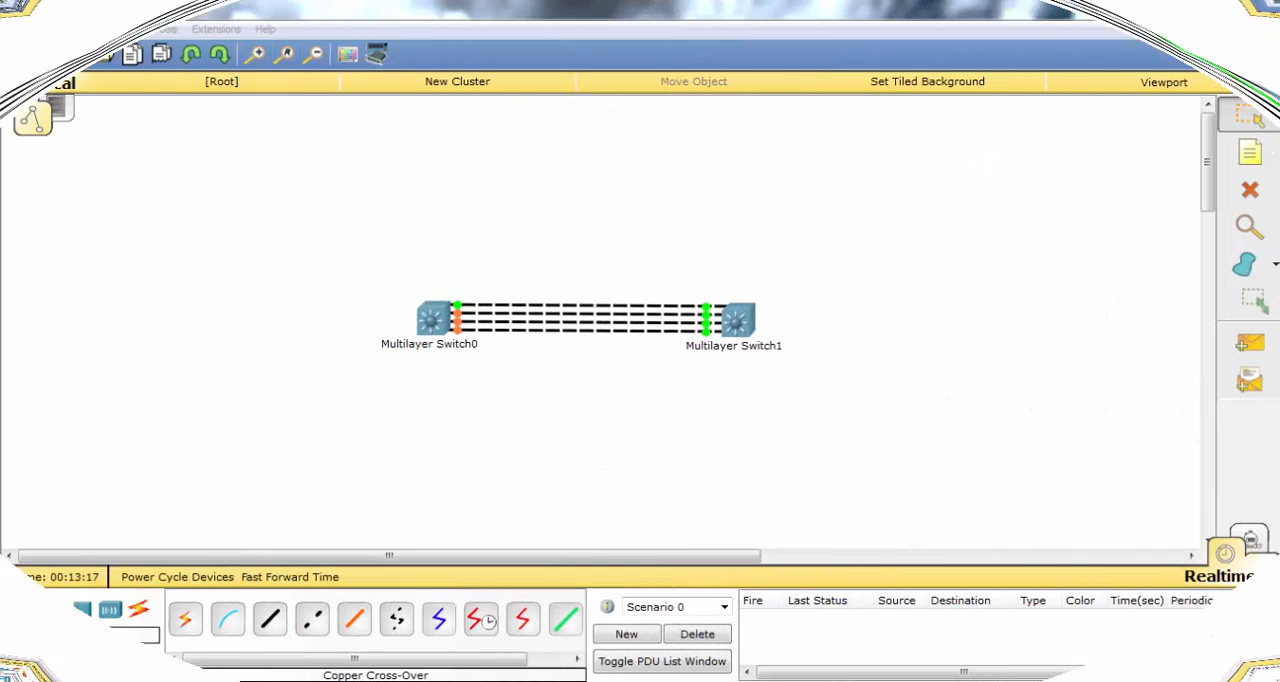 Extensions Help
[Root] New Cluster Move Object Set Tiled Background Viewport
Multilayer Switch0
Multilayer Switch1
00:13:17 Power Cycle Devices Fast Forward Time
Scenario 0
Fire Last Status Source Destination Type Color Time(sec) Periodic
New Delete
Toggle PDU List Window
Copper Cross-Over